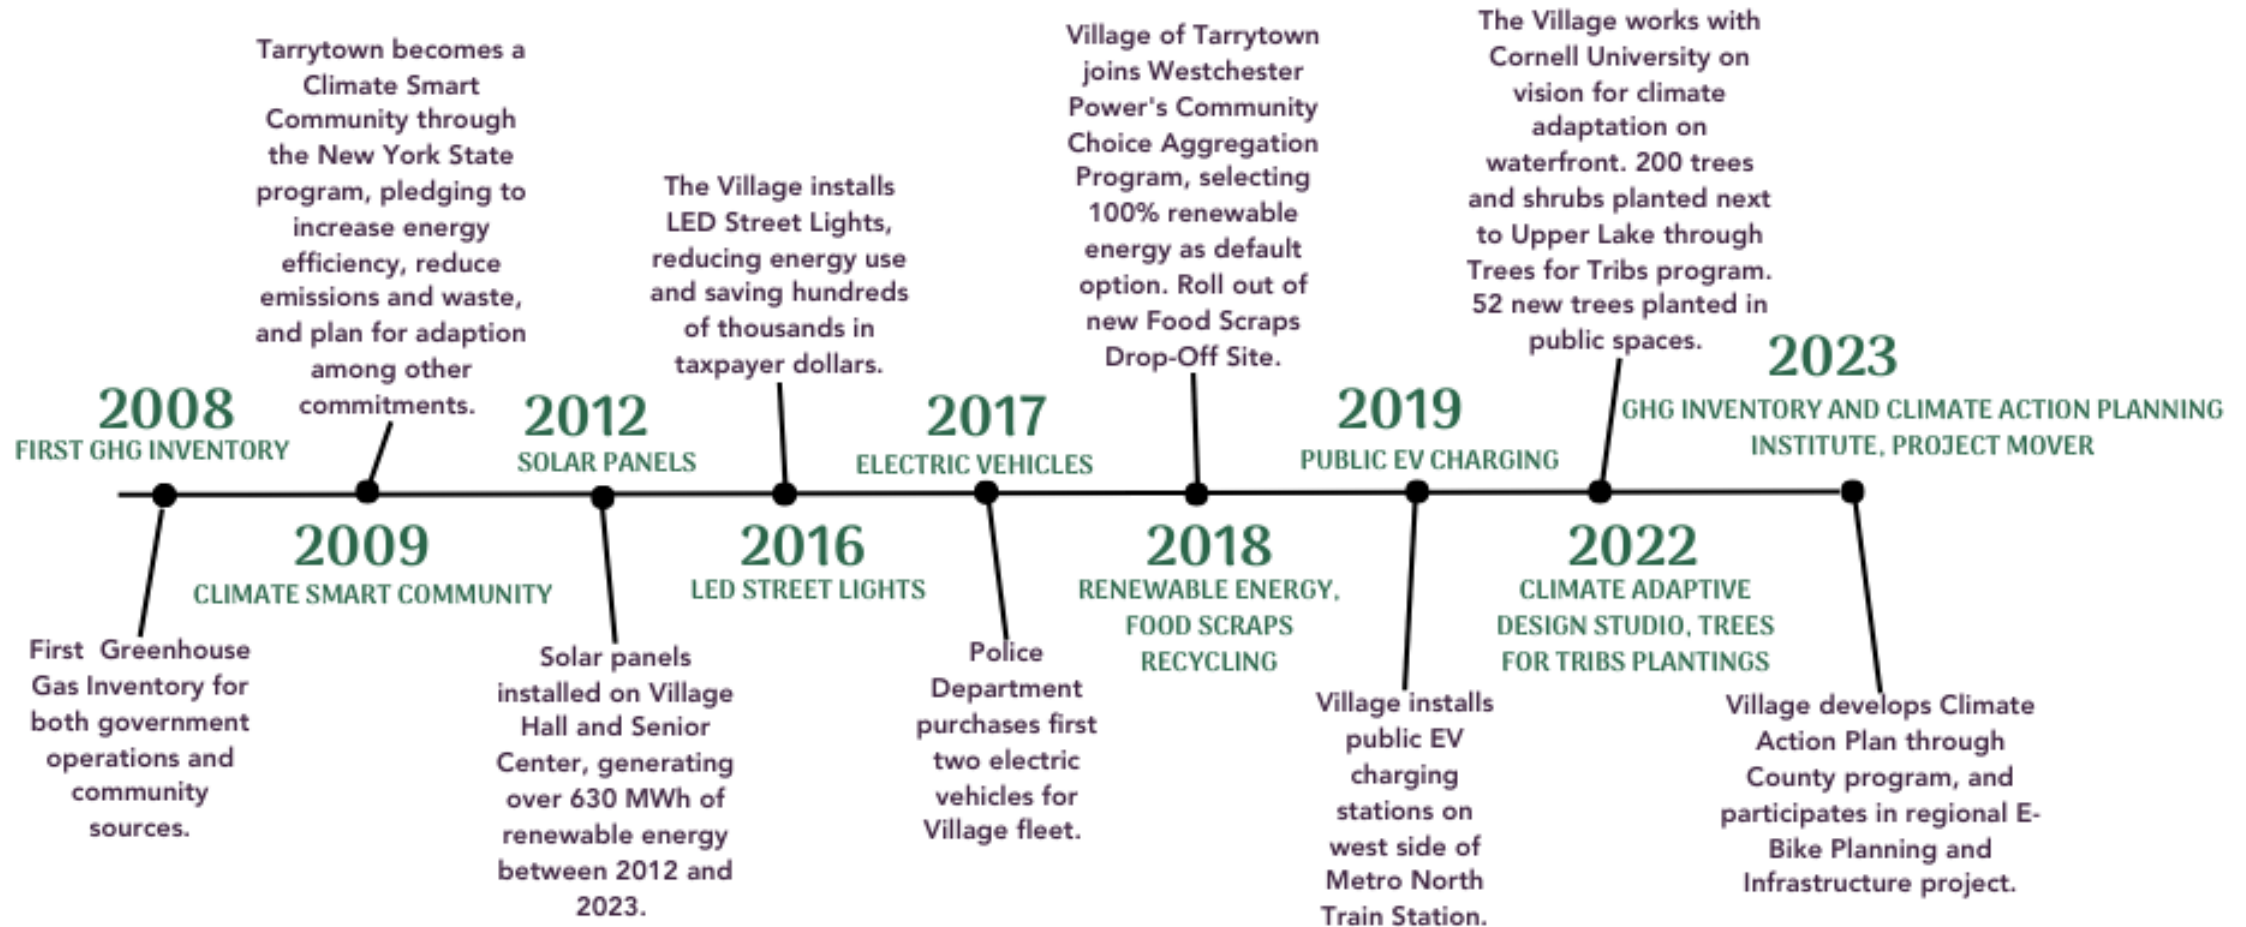 2008
FIRST GHG INVENTORY
First Greenhouse
Gas Inventory for
both government
operations and
community
sources.
Tarrytown becomes a
Climate Smart
Community through
the New York State
program, pledging to
increase energy
efficiency, reduce
emissions and waste,
and plan for adaption
among other
commitments.
2009
CLIMATE SMART COMMUNITY
2012
SOLAR PANELS
Solar panels
installed on Village
Hall and Senior
Center, generating
over 630 MWh of
renewable energy
between 2012 and
2023.
The Village installs
LED Street Lights,
reducing energy use
and saving hundreds
of thousands in
taxpayer dollars.
2016
LED STREET LIGHTS
2017
ELECTRIC VEHICLES
Police
Department
purchases first
two electric
vehicles for
Village fleet.
Village of Tarrytown
joins Westchester
Power's Community
Choice Aggregation
Program, selecting
100% renewable
energy as default
option. Roll out of
new Food Scraps
Drop-Off Site.
2018
RENEWABLE ENERGY,
FOOD SCRAPS
RECYCLING
2019
PUBLIC EV CHARGING
Village installs
public EV
charging
stations on
west side of
Metro North
Train Station.
The Village works with
Cornell University on
vision for climate
adaptation on
waterfront. 200 trees
and shrubs planted next
to Upper Lake through
Trees for Tribs program.
52 new trees planted in
public spaces.
2022
CLIMATE ADAPTIVE
DESIGN STUDIO, TREES
FOR TRIBS PLANTINGS
2023
GHG INVENTORY AND CLIMATE ACTION PLANNING
INSTITUTE, PROJECT MOVER
Village develops Climate
Action Plan through
County program, and
participates in regional E-
Bike Planning and
Infrastructure project.